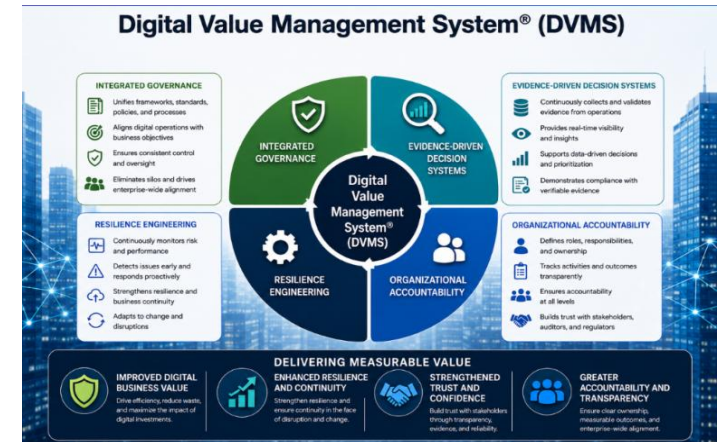 Digital Value Management System® (DVMS)
INTEGRATED GOVERNANCE
Unifies frameworks, standards,
policies, and processes
Aligns digital operations with
business objectives
Ensures consistent control
and oversight
Eliminates silos and drives
enterprise-wide alignment
RESILIENCE ENGINEERING
Continuously monitors risk
and performance
Detects issues early and
responds proactively
Strengthens resilience and
business continuity
Adapts to change and
disruptions
INTEGRATED
GOVERNANCE
EVIDENCE-DRIVEN
DECISION
SYSTEMS
Digital
Value
Management
System®
(DVMS)
RESILIENCE
ENGINEERING
ORGANIZATIONAL
ACCOUNTABILITY
EVIDENCE-DRIVEN DECISION SYSTEMS
Continuously collects and validates
evidence from operations
Provides real-time visibility
and insights
Supports data-driven decisions
and prioritization
Demonstrates compliance with
verifiable evidence
ORGANIZATIONAL ACCOUNTABILITY
Defines roles, responsibilities,
and ownership
Tracks activities and outcomes
transparently
Ensures accountability
at all levels
Builds trust with stakeholders,
auditors, and regulators
DELIVERING MEASURABLE VALUE
IMPROVED DIGITAL
BUSINESS VALUE
Drive efficiency, reduce waste,
and maximize the impact of
digital investments.
ENHANCED RESILIENCE
AND CONTINUITY
Strengthen resilience and
ensure continuity in the face
of disruption and change.
STRENGTHENED
TRUST AND
CONFIDENCE
Build trust with stakeholders
through transparency,
evidence, and reliability.
GREATER
ACCOUNTABILITY AND
TRANSPARENCY
Ensure clear ownership,
measurable outcomes, and
enterprise-wide alignment.